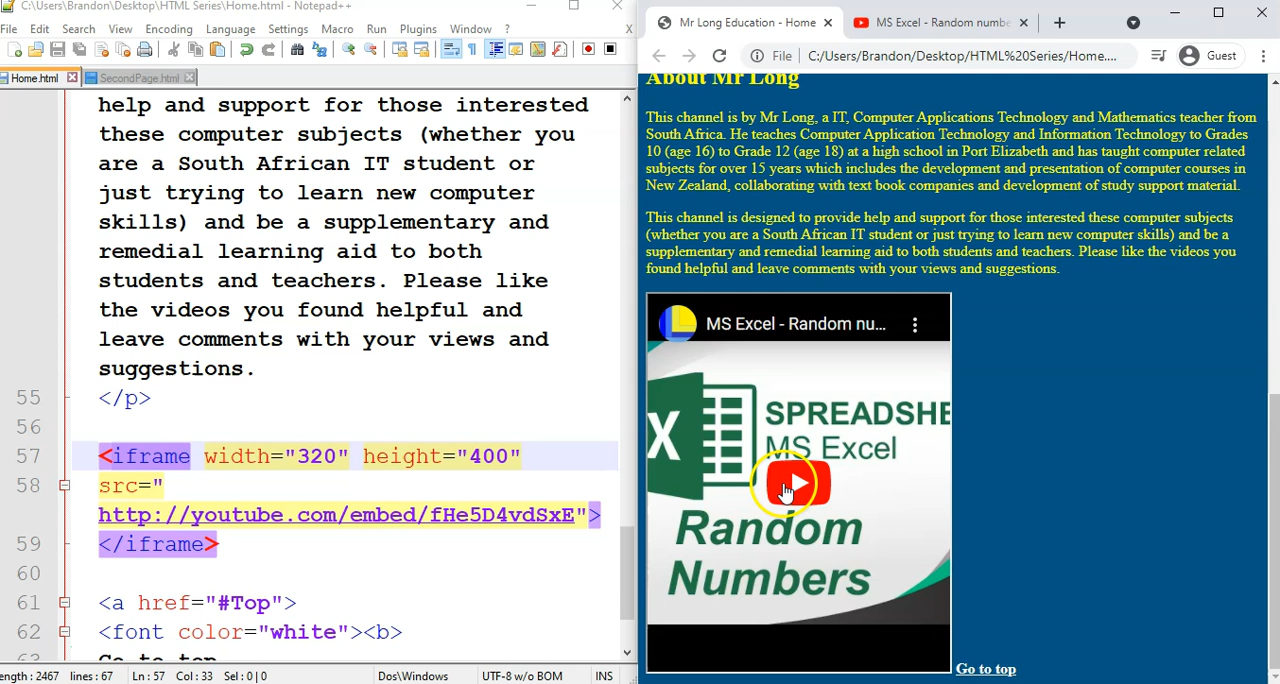 C:\Users\Brandon\Desktop\HTML Series\Home.html - Notepad++
File Edit Search View Encoding Language Settings Macro Run Plugins Window ? X
Home.html SecondPage.html
help and support for those interested
these computer subjects (whether you
are a South African IT student or
just trying to learn new computer
skills) and be a supplementary and
remedial learning aid to both
students and teachers. Please like
the videos you found helpful and
leave comments with your views and
suggestions.
55 </p>
56
57 <iframe width="320" height="400"
58 src="
http://youtube.com/embed/fHe5D4vdSxE">
59 </iframe>
60
61 <a href="#Top">
62 <font color="white"><b>
63 Go to top
ength : 2467 lines : 67 Ln : 57 Col : 33 Sel : 0 | 0 Dos\Windows UTF-8 w/o BOM INS
Mr Long Education - Home MS Excel - Random numbe
File C:/Users/Brandon/Desktop/HTML%20Series/Home.... Guest
About Mr Long
This channel is by Mr Long, a IT, Computer Applications Technology and Mathematics teacher from
South Africa. He teaches Computer Application Technology and Information Technology to Grades
10 (age 16) to Grade 12 (age 18) at a high school in Port Elizabeth and has taught computer related
subjects for over 15 years which includes the development and presentation of computer courses in
New Zealand, collaborating with text book companies and development of study support material.
This channel is designed to provide help and support for those interested these computer subjects
(whether you are a South African IT student or just trying to learn new computer skills) and be a
supplementary and remedial learning aid to both students and teachers. Please like the videos you
found helpful and leave comments with your views and suggestions.
MS Excel - Random nu...
X SPREADSHE
MS Excel
Random
Numbers
Go to top